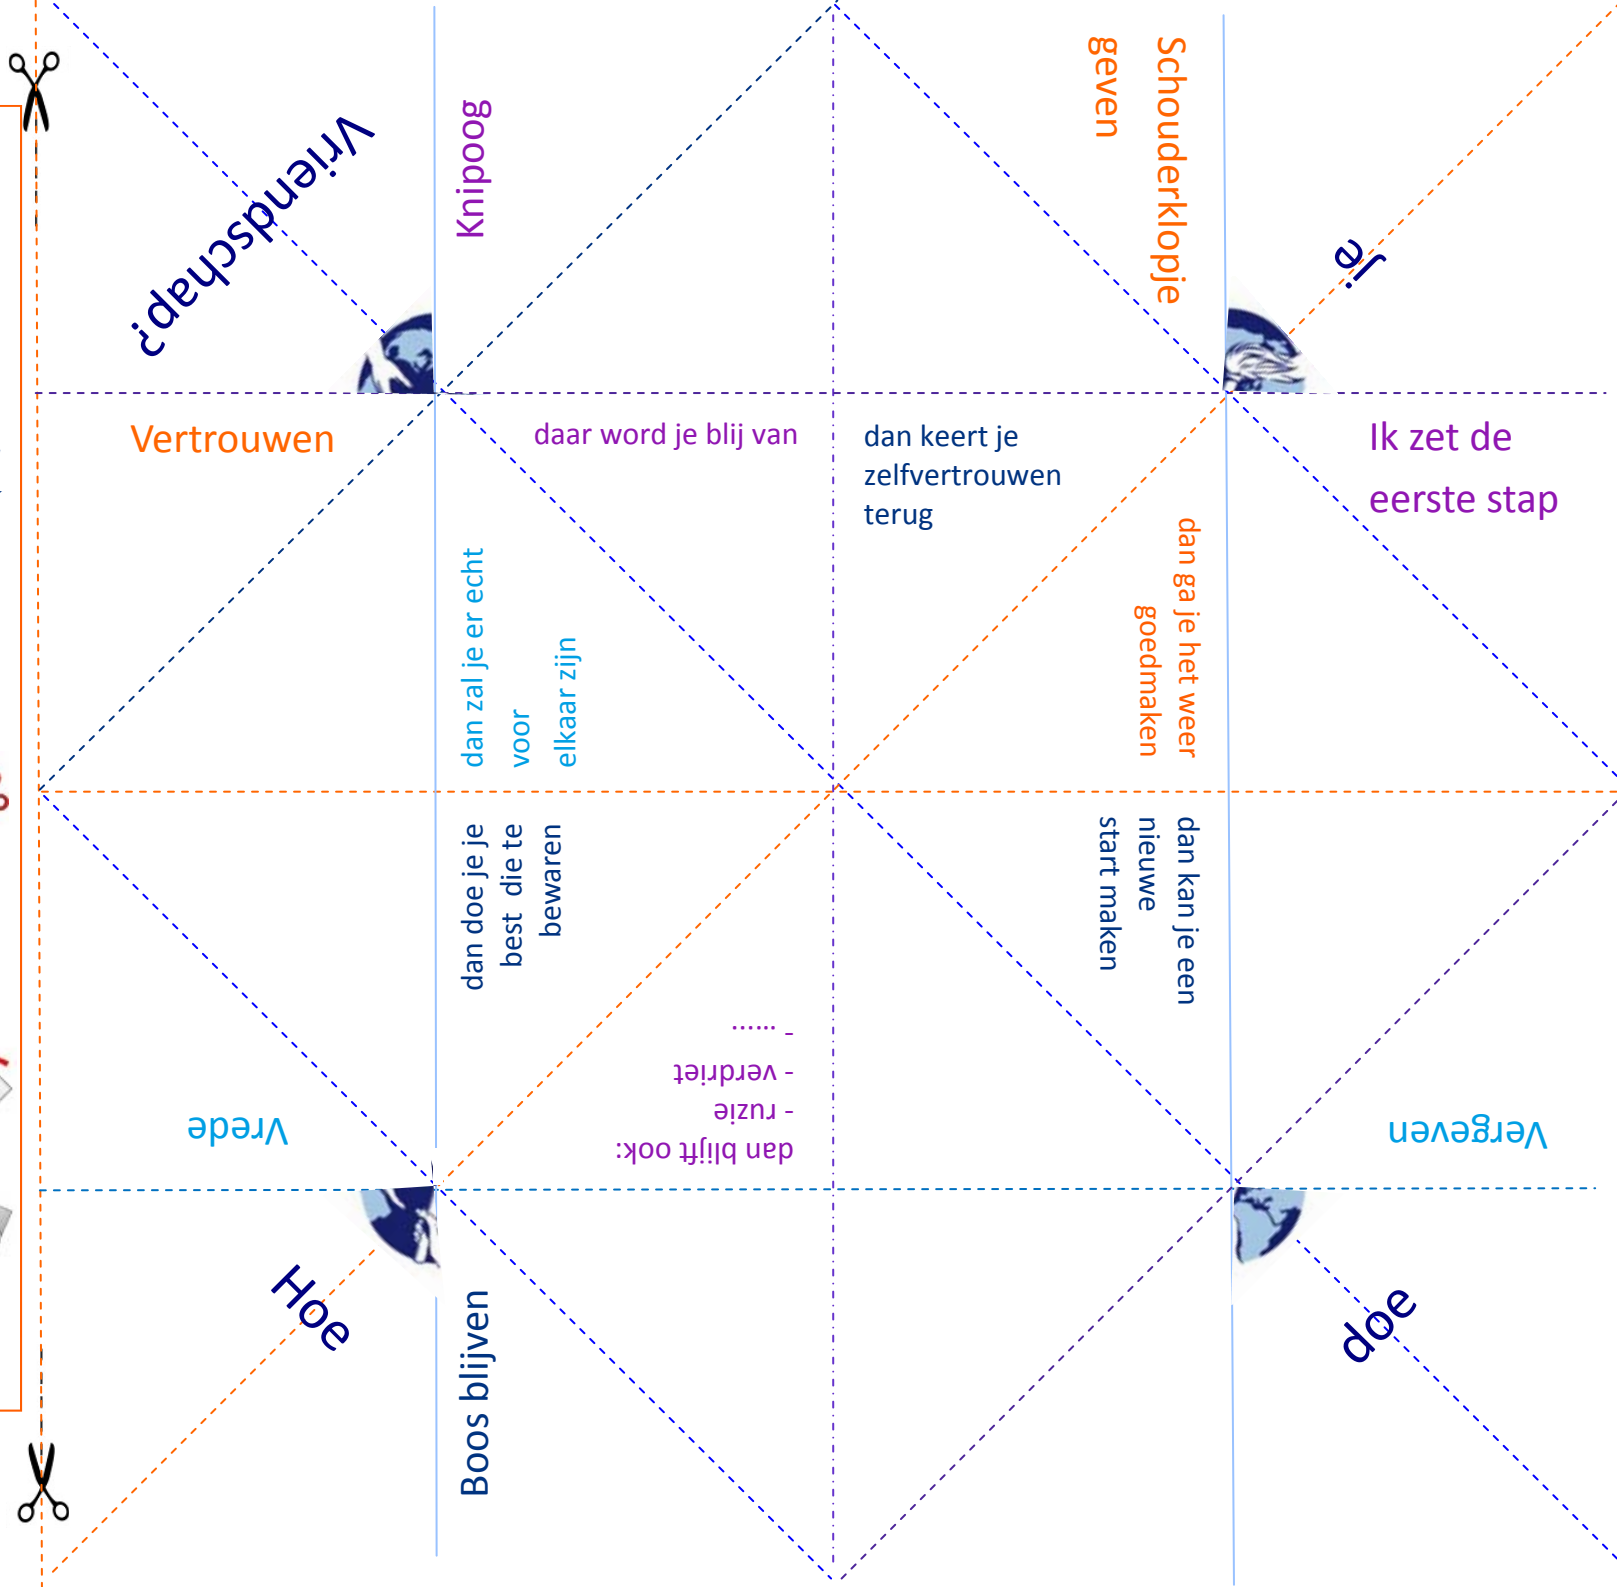 Vriendschap?
Knipoog
Schouderklopje
geven
je
Vertrouwen
daar word je blij van
dan keert je
zelfvertrouwen
terug
Ik zet de
eerste stap
dan zal je er echt
voor
elkaar zijn
dan ga je het weer
goedmaken
dan doe je je
best die te
bewaren
dan kan je een
nieuwe
start maken
dan blijft ook:
- ruzie
- verdriet
- ......
Vrede
Vergeven
Hoe
Boos blijven
doe